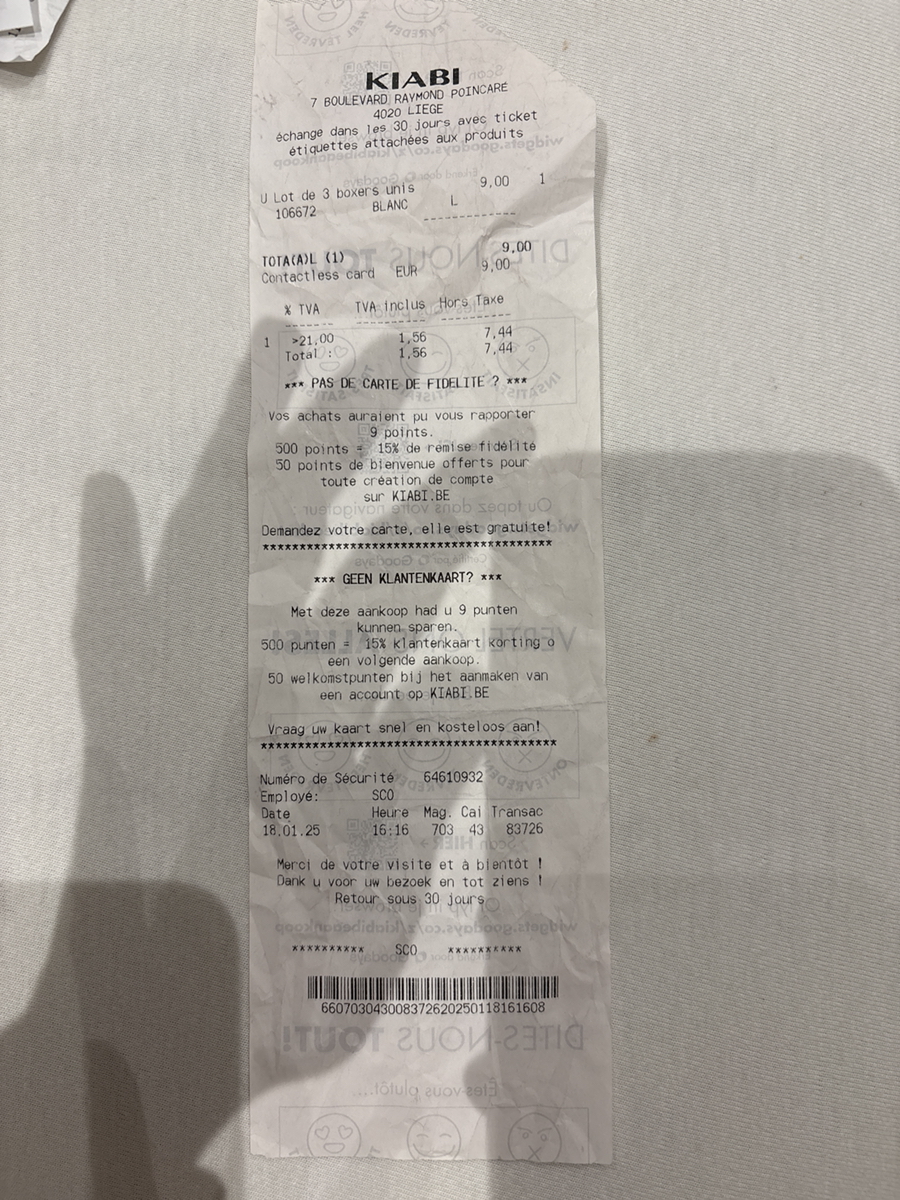 KIABI
7 BOULEVARD RAYMOND POINCARE
4020 LIEGE
échange dans les 30 jours avec ticket
étiquettes attachées aux produits
U Lot de 3 boxers unis 9,00 1
106672 BLANC L
------------
TOTA(A)L (1) 9,00
Contactless card EUR 9,00
% TVA TVA inclus Hors Taxe
------- ---------- ----------
1 >21,00 1,56 7,44
Total : 1,56 7,44
*** PAS DE CARTE DE FIDELITE ? ***
Vos achats auraient pu vous rapporter
9 points.
500 points = 15% de remise fidélité
50 points de bienvenue offerts pour
toute création de compte
sur KIABI.BE
Demandez votre carte, elle est gratuite!
****************************************
*** GEEN KLANTENKAART? ***
Met deze aankoop had u 9 punten
kunnen sparen.
500 punten = 15% klantenkaart korting o
een volgende aankoop.
50 welkomstpunten bij het aanmaken van
een account op KIABI.BE
Vraag uw kaart snel en kosteloos aan!
****************************************
Numéro de Sécurité 64610932
Employé: SCO
Date Heure Mag. Cai Transac
18.01.25 16:16 703 43 83726
Merci de votre visite et à bientôt !
Dank u voor uw bezoek en tot ziens !
Retour sous 30 jours
********** SCO **********
660703043008372620250118161608